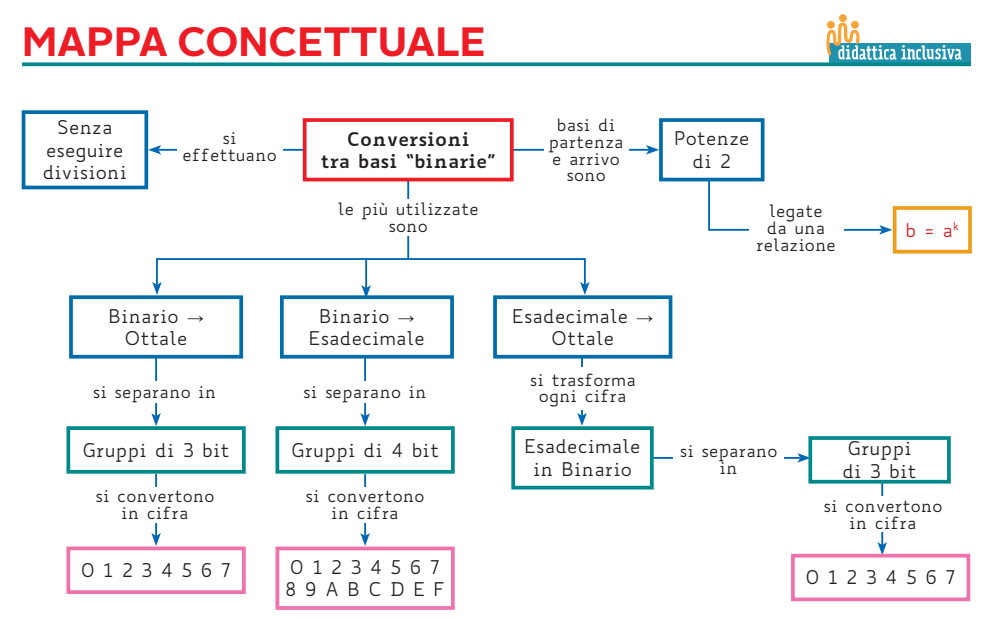 MAPPA CONCETTUALE
didattica inclusiva
Senza
eseguire
divisioni
si
effettuano
Conversioni
tra basi “binarie”
basi di
partenza
e arrivo
sono
Potenze
di 2
legate
da una
relazione
b = aᵏ
le più utilizzate
sono
Binario →
Ottale
si separano in
Gruppi di 3 bit
si convertono
in cifra
0 1 2 3 4 5 6 7
Binario →
Esadecimale
si separano in
Gruppi di 4 bit
si convertono
in cifra
0 1 2 3 4 5 6 7
8 9 A B C D E F
Esadecimale →
Ottale
si trasforma
ogni cifra
Esadecimale
in Binario
si separano
in
Gruppi
di 3 bit
si convertono
in cifra
0 1 2 3 4 5 6 7